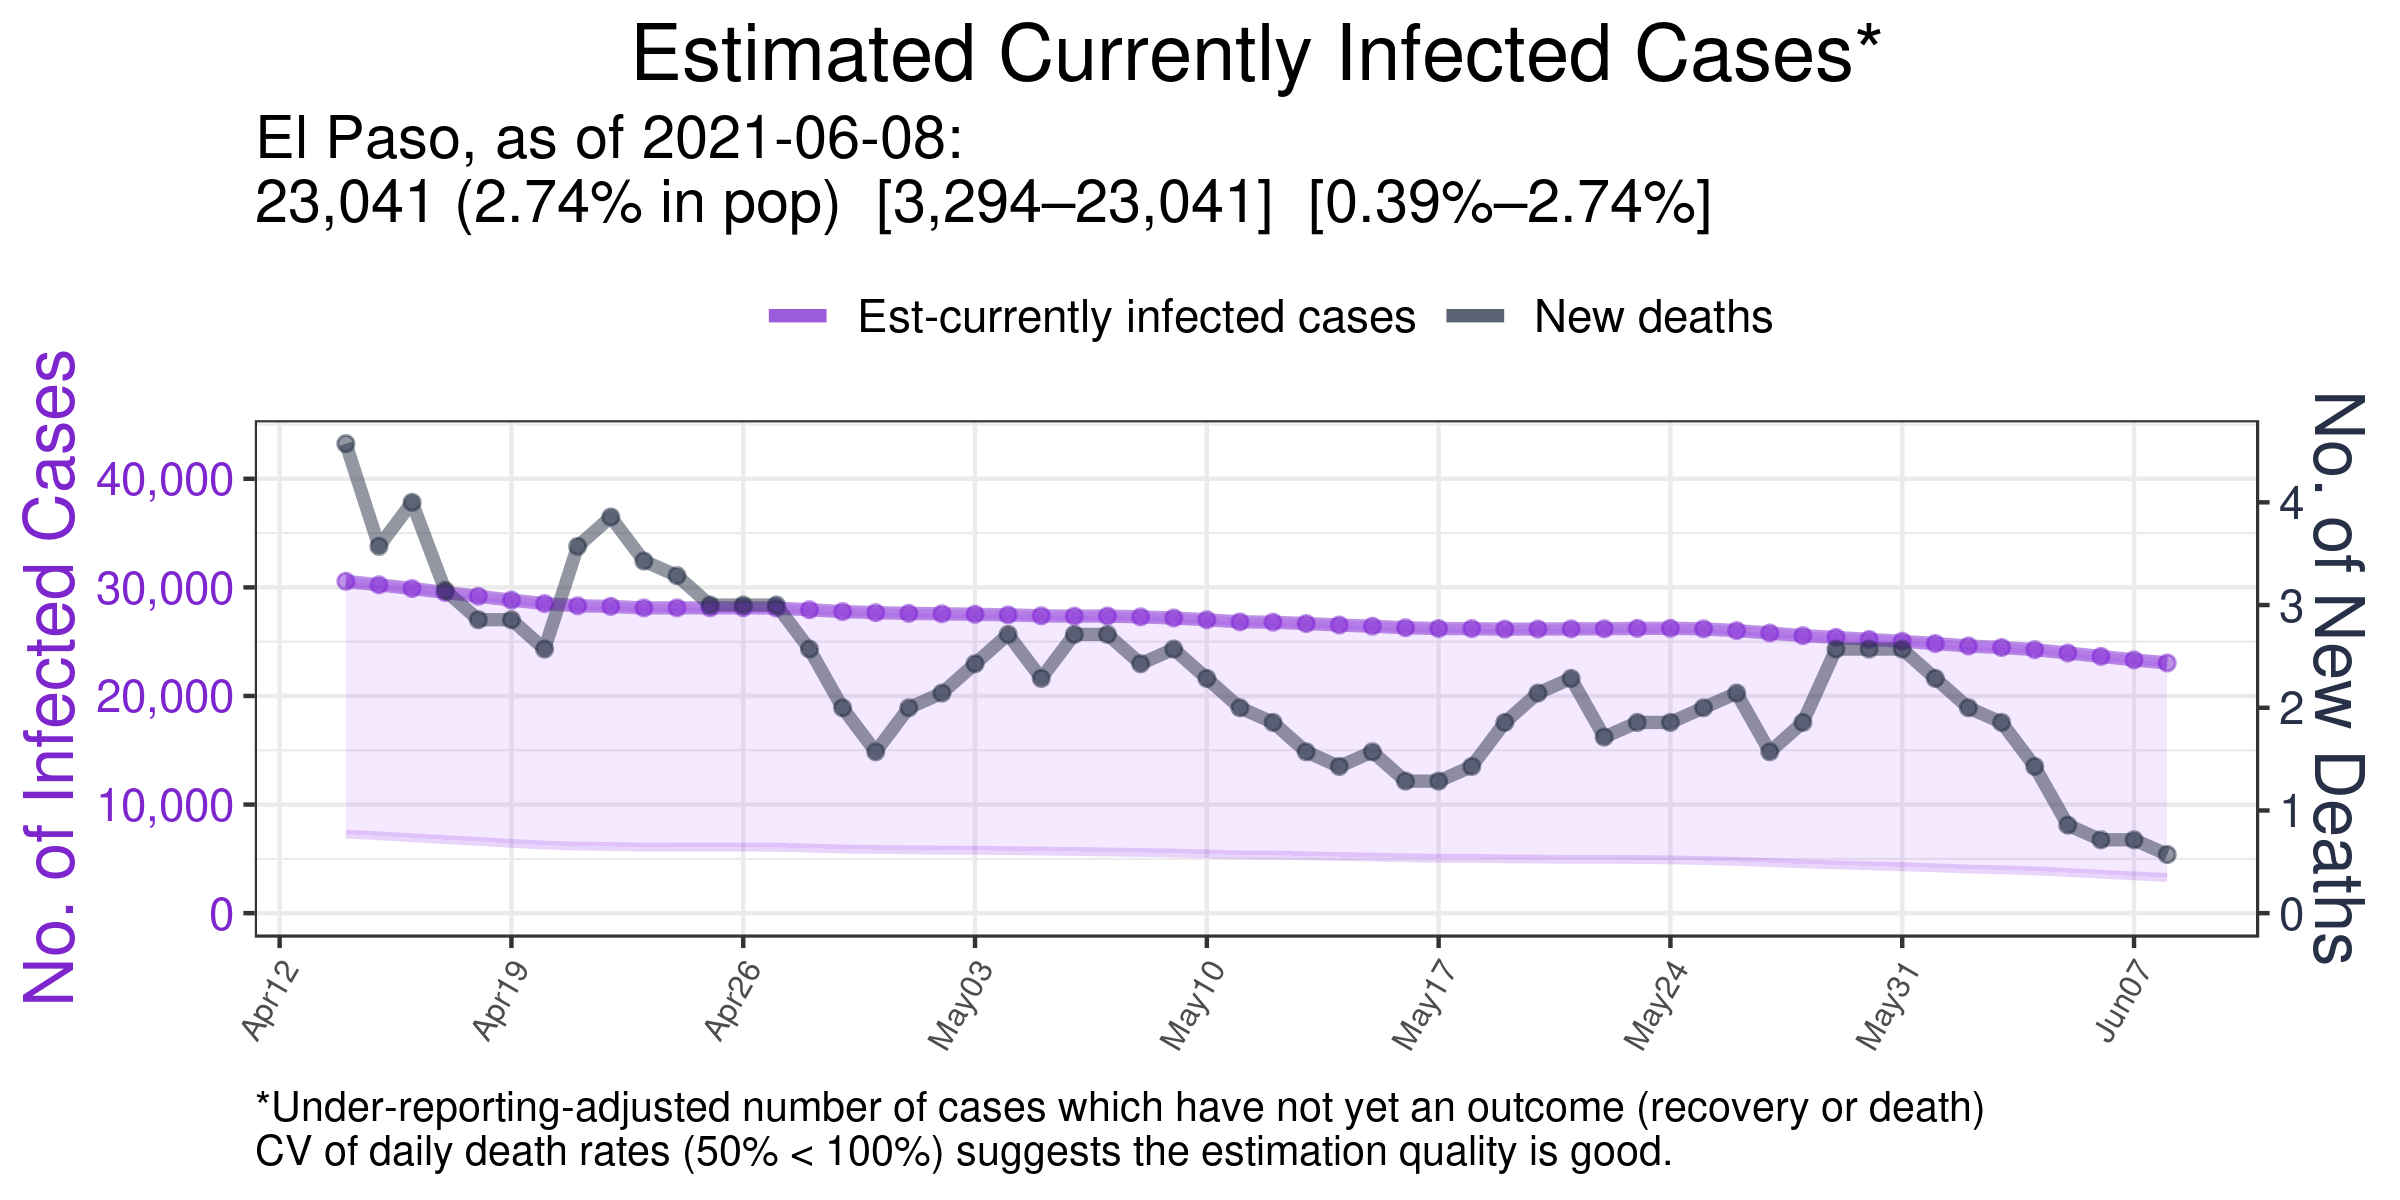 Estimated Currently Infected Cases*
El Paso, as of 2021-06-08:
23,041 (2.74% in pop)  [3,294–23,041]  [0.39%–2.74%]
Est-currently infected cases
New deaths
No. of Infected Cases
40,000
30,000
20,000
10,000
0
No. of New Deaths
4
3
2
1
0
Apr12
Apr19
Apr26
May03
May10
May17
May24
May31
Jun07
*Under-reporting-adjusted number of cases which have not yet an outcome (recovery or death)
CV of daily death rates (50% < 100%) suggests the estimation quality is good.